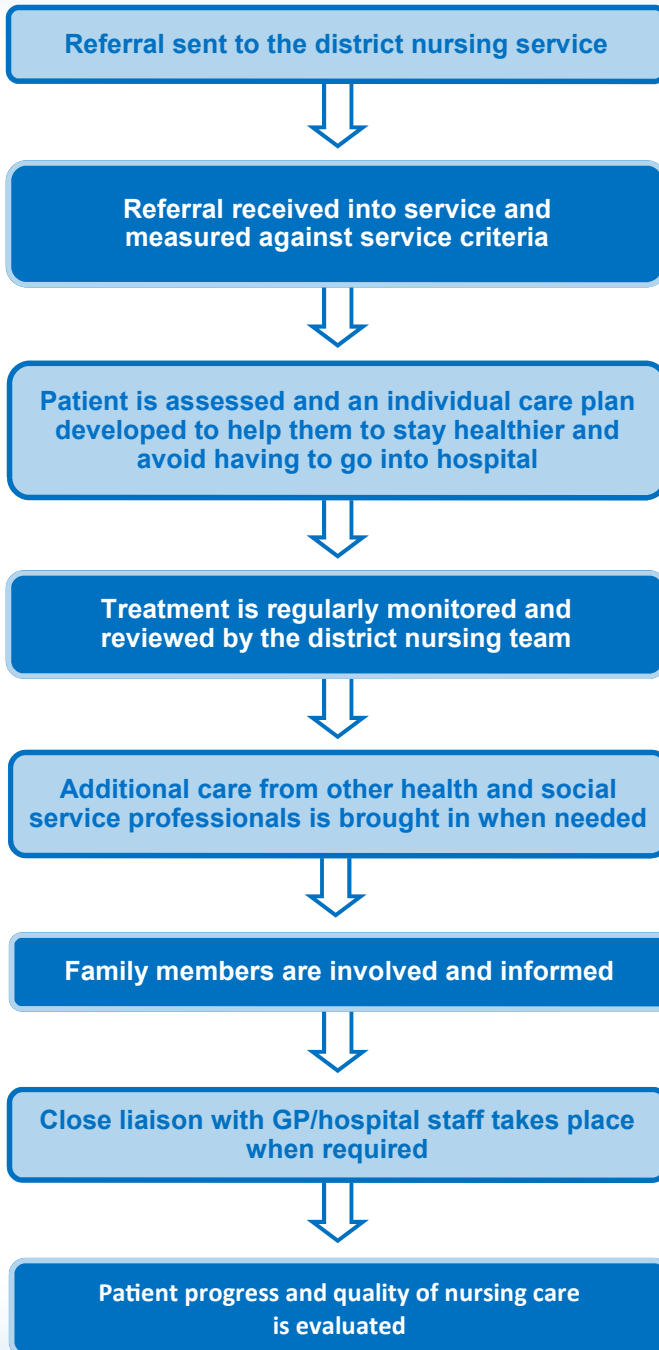 Referral sent to the district nursing service
Referral received into service and
measured against service criteria
Patient is assessed and an individual care plan
developed to help them to stay healthier and
avoid having to go into hospital
Treatment is regularly monitored and
reviewed by the district nursing team
Additional care from other health and social
service professionals is brought in when needed
Family members are involved and informed
Close liaison with GP/hospital staff takes place
when required
Patient progress and quality of nursing care
is evaluated